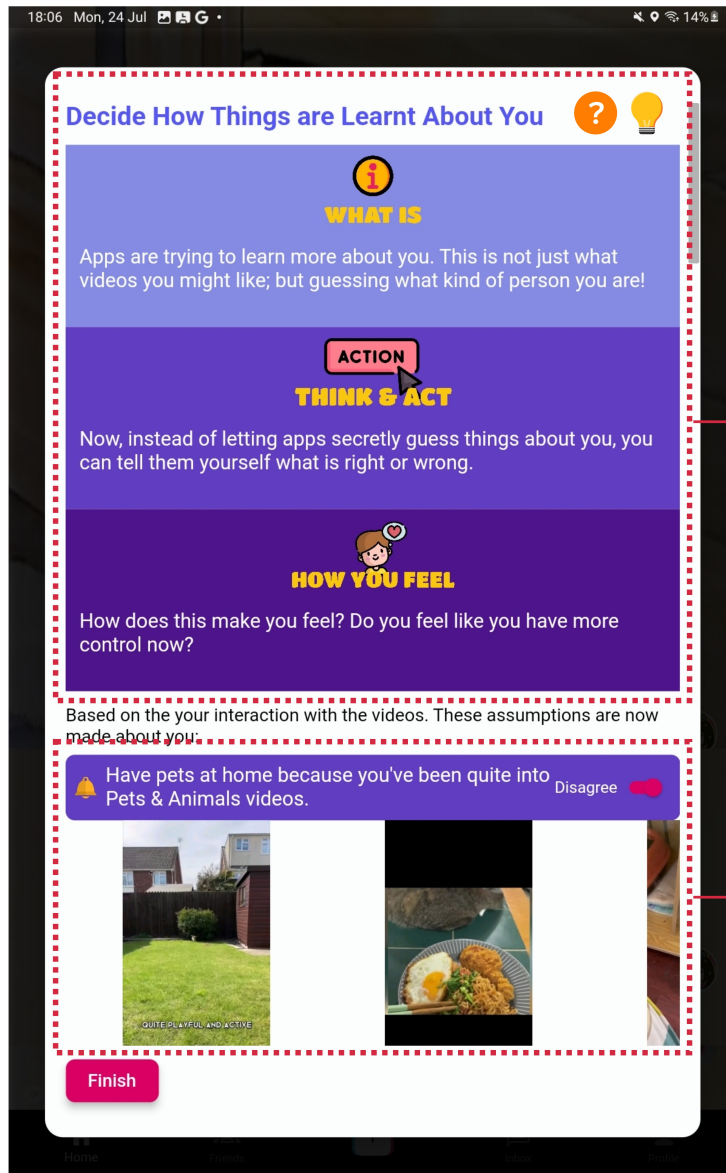 18:06 Mon, 24 Jul G 14%
Decide How Things are Learnt About You ?
i
WHAT IS
Apps are trying to learn more about you. This is not just what
videos you might like; but guessing what kind of person you are!
ACTION
THINK & ACT
Now, instead of letting apps secretly guess things about you, you
can tell them yourself what is right or wrong.
HOW YOU FEEL
How does this make you feel? Do you feel like you have more
control now?
Based on the your interaction with the videos. These assumptions are now
made about you:
Have pets at home because you've been quite into
Pets & Animals videos.
Disagree
QUITE PLAYFUL AND ACTIVE
Finish
Home Friends Inbox Profile